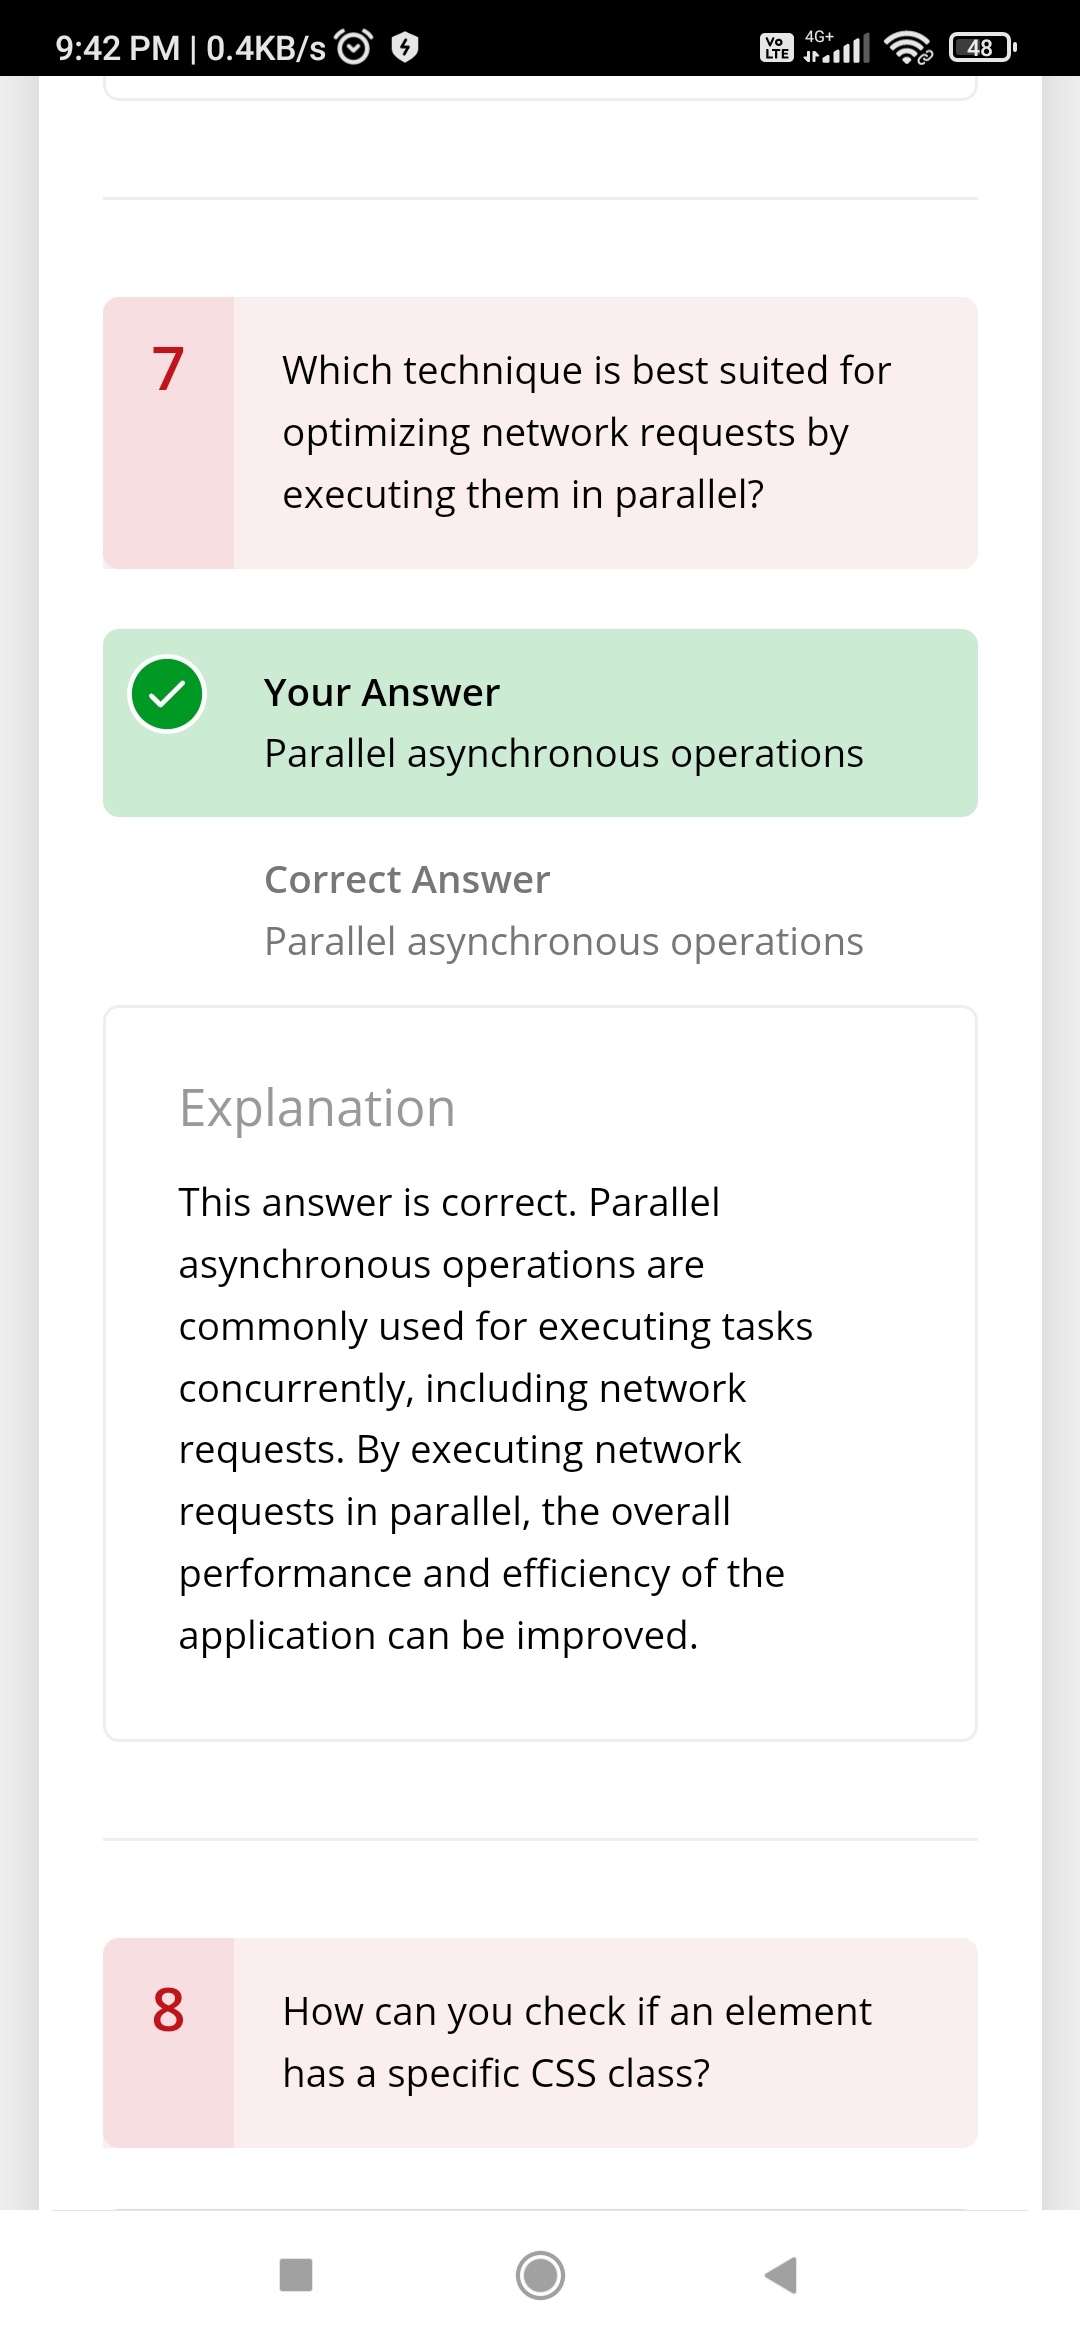 9:42 PM | 0.4KB/s
Vo LTE 4G+ 48
7
Which technique is best suited for
optimizing network requests by
executing them in parallel?
Your Answer
Parallel asynchronous operations
Correct Answer
Parallel asynchronous operations
Explanation
This answer is correct. Parallel
asynchronous operations are
commonly used for executing tasks
concurrently, including network
requests. By executing network
requests in parallel, the overall
performance and efficiency of the
application can be improved.
8
How can you check if an element
has a specific CSS class?